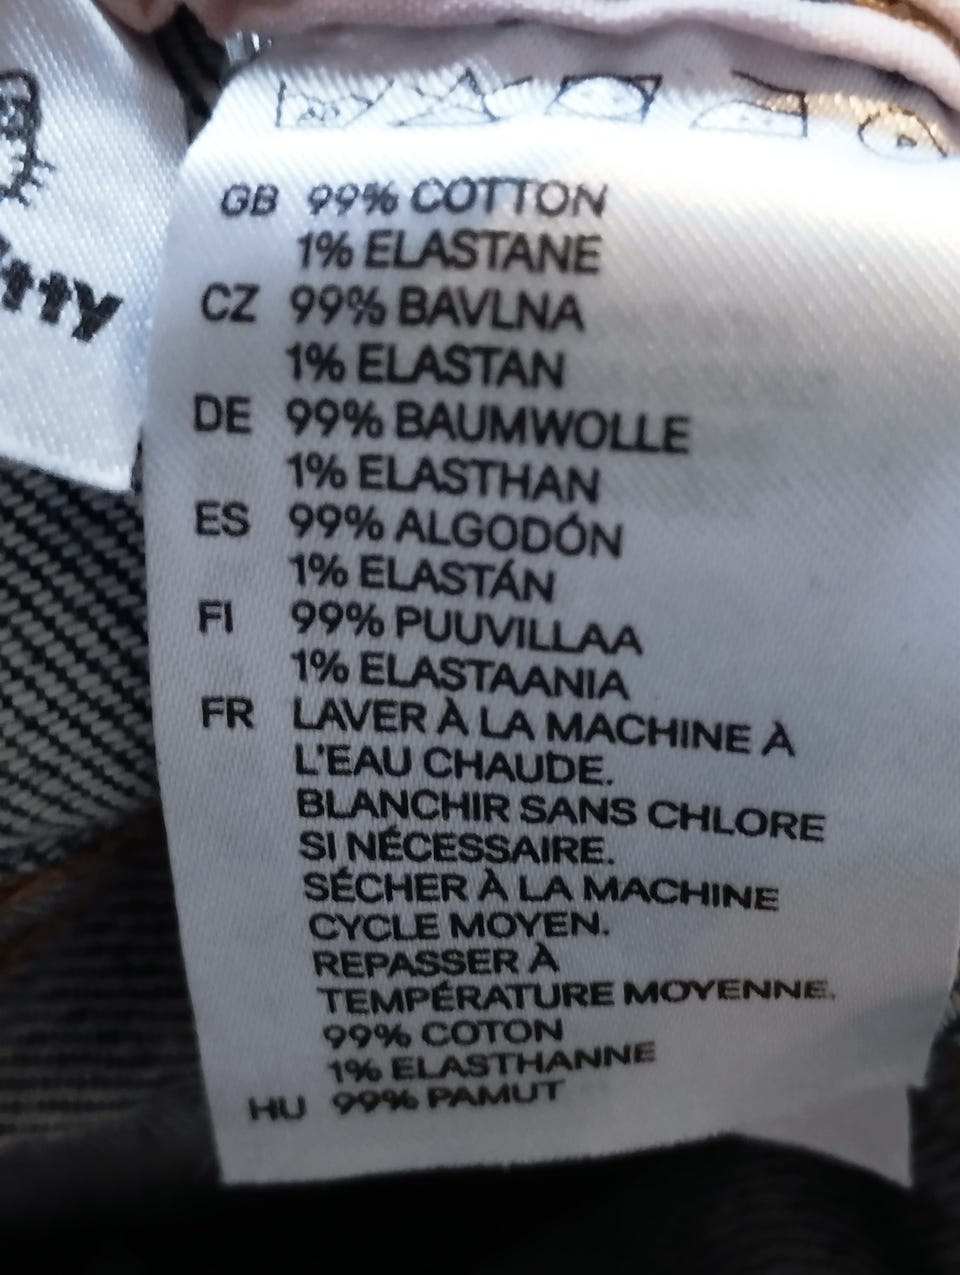 GB 99% COTTON
1% ELASTANE
CZ 99% BAVLNA
1% ELASTAN
DE 99% BAUMWOLLE
1% ELASTHAN
ES 99% ALGODÓN
1% ELASTÁN
FI 99% PUUVILLAA
1% ELASTAANIA
FR LAVER À LA MACHINE À
L'EAU CHAUDE.
BLANCHIR SANS CHLORE
SI NÉCESSAIRE.
SÉCHER À LA MACHINE
CYCLE MOYEN.
REPASSER À
TEMPÉRATURE MOYENNE.
99% COTON
1% ELASTHANNE
HU 99% PAMUT